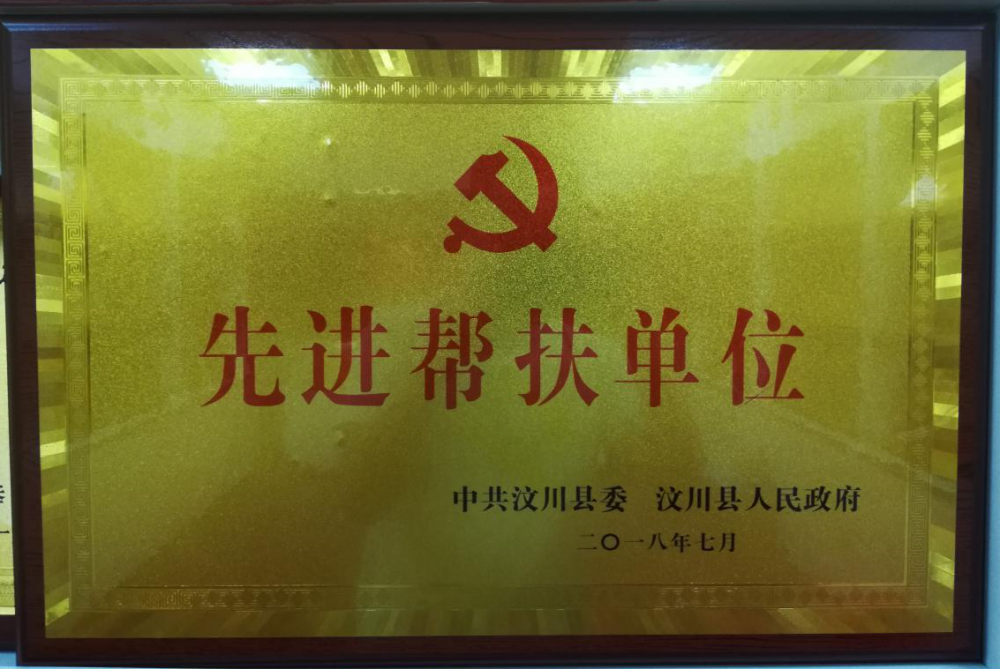 先进帮扶单位
中共汶川县委 汶川县人民政府
二〇一八年七月